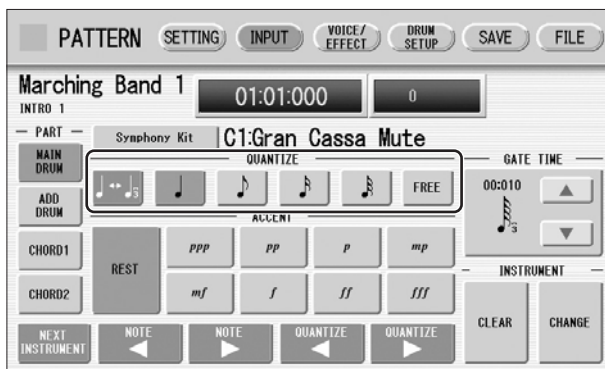 PATTERN SETTING INPUT VOICE/ EFFECT DRUM SETUP SAVE FILE
Marching Band 1 01:01:000 0
INTRO 1
PART Symphony Kit C1:Gran Cassa Mute
MAIN DRUM QUANTIZE GATE TIME
3 FREE 00:010
ADD DRUM ACCENT 3
CHORD1 REST ppp pp p mp
INSTRUMENT
CHORD2 mf f ff fff CLEAR CHANGE
NEXT INSTRUMENT NOTE NOTE QUANTIZE QUANTIZE